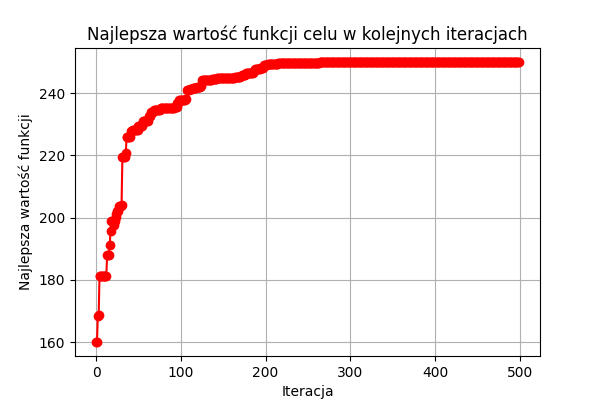 Najlepsza wartość funkcji celu w kolejnych iteracjach
Najlepsza wartość funkcji
240
220
200
180
160
0 100 200 300 400 500
Iteracja